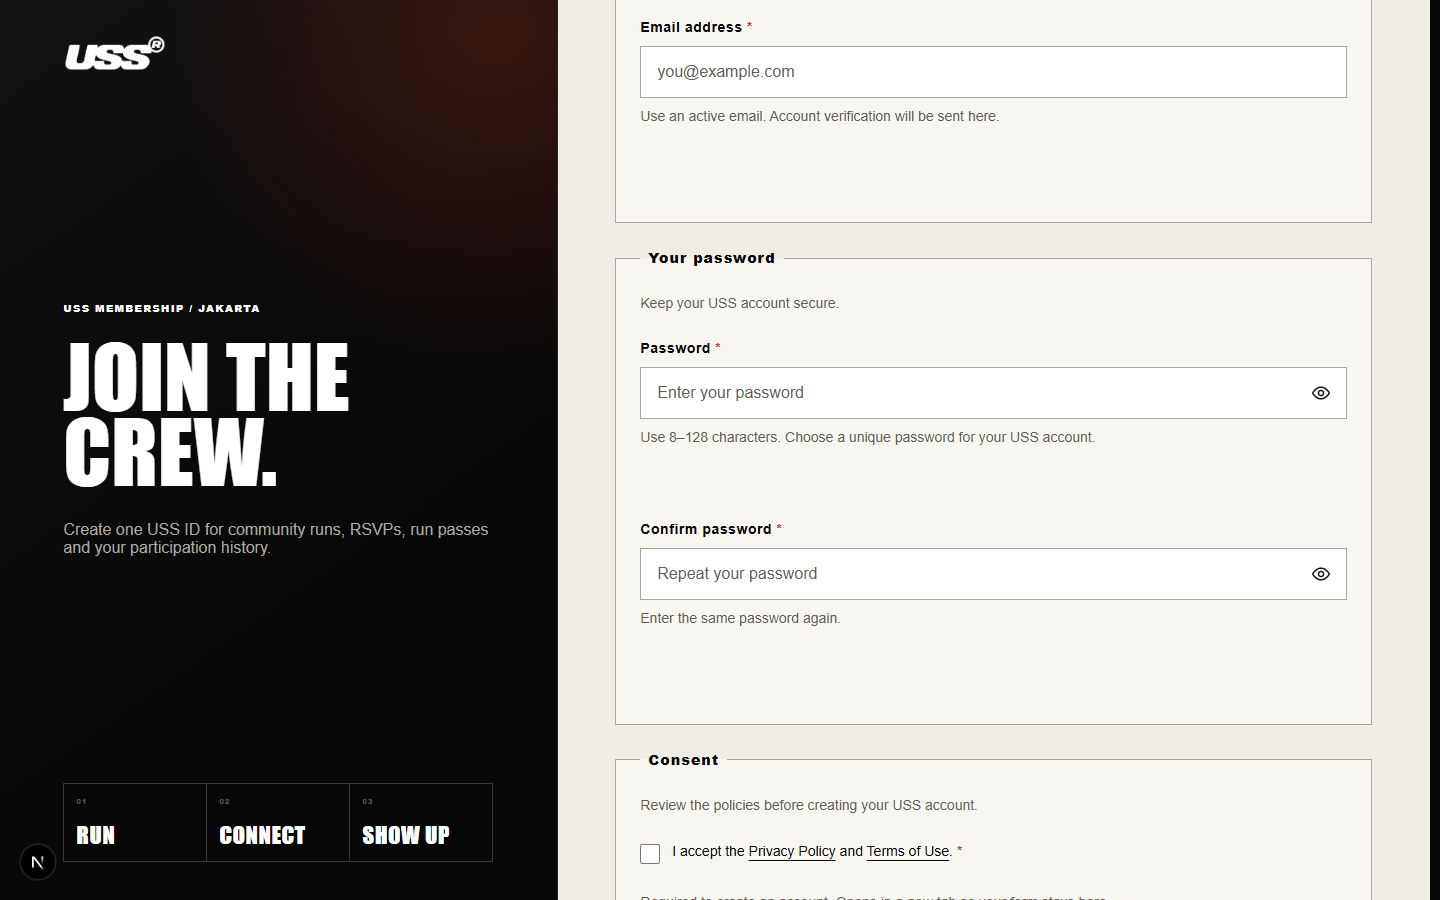 USS®
USS MEMBERSHIP / JAKARTA
JOIN THE
CREW.
Create one USS ID for community runs, RSVPs, run passes
and your participation history.
01
RUN
02
CONNECT
03
SHOW UP
N
Email address *
you@example.com
Use an active email. Account verification will be sent here.
Your password
Keep your USS account secure.
Password *
Enter your password
Use 8–128 characters. Choose a unique password for your USS account.
Confirm password *
Repeat your password
Enter the same password again.
Consent
Review the policies before creating your USS account.
I accept the Privacy Policy and Terms of Use. *